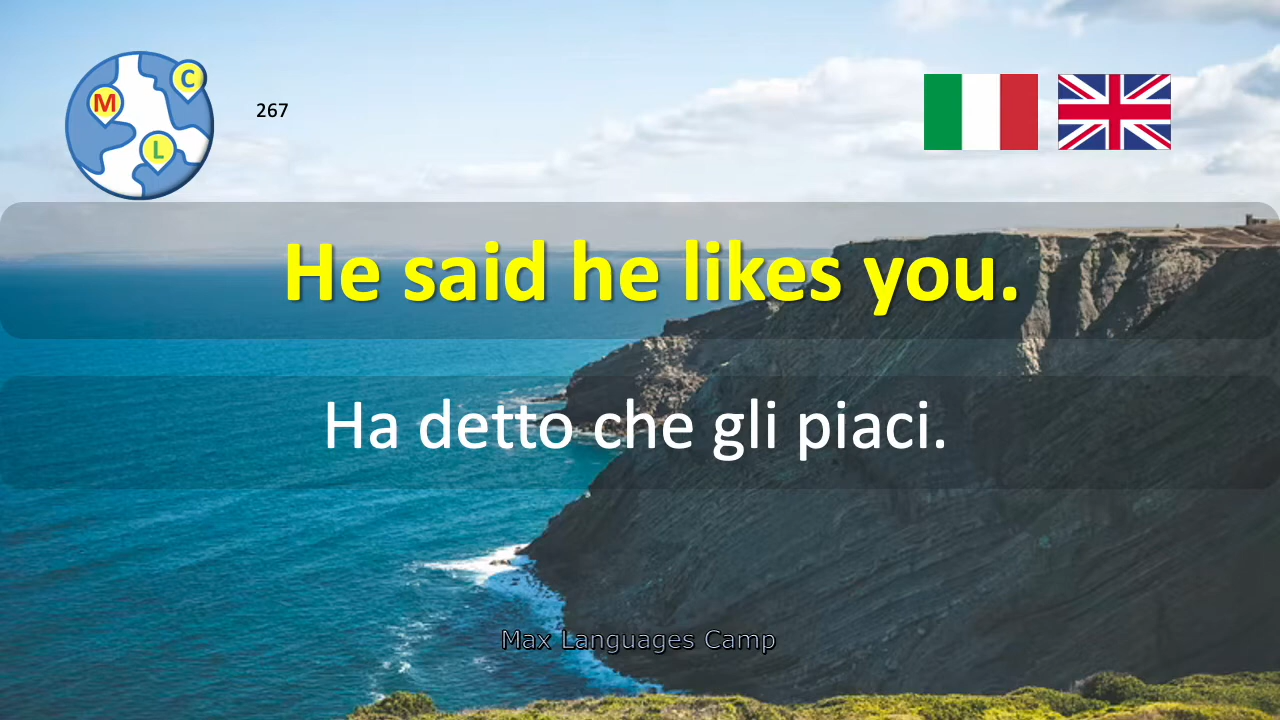 M
C
L
267
He said he likes you.
Ha detto che gli piaci.
Max Languages Camp